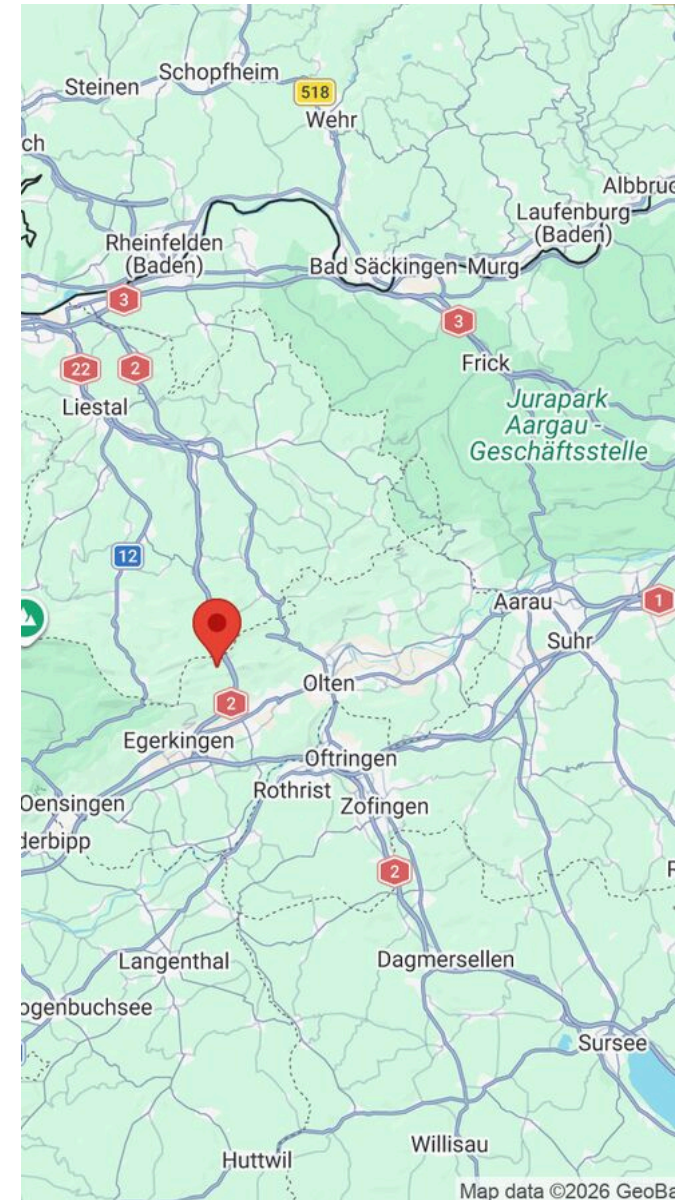 Schopfheim
Steinen
518
Wehr
ch
Albbruc
Laufenburg
(Baden)
Rheinfelden
(Baden)
Bad Säckingen
Murg
3
3
22
2
Frick
Liestal
Jurapark
Aargau -
Geschäftsstelle
12
Aarau
1
Suhr
Olten
2
Egerkingen
Oftringen
Rothrist
Oensingen
Zofingen
derbipp
2
R
Langenthal
Dagmersellen
ogenbuchsee
Sursee
Willisau
Huttwil
Map data ©2026 GeoBa